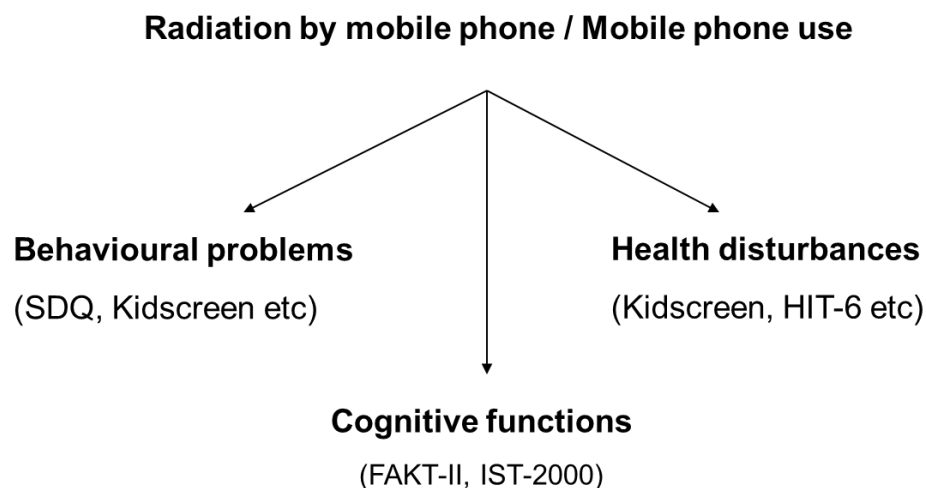 Radiation by mobile phone / Mobile phone use
Behavioural problems
(SDQ, Kidscreen etc)
Health disturbances
(Kidscreen, HIT-6 etc)
Cognitive functions
(FAKT-II, IST-2000)